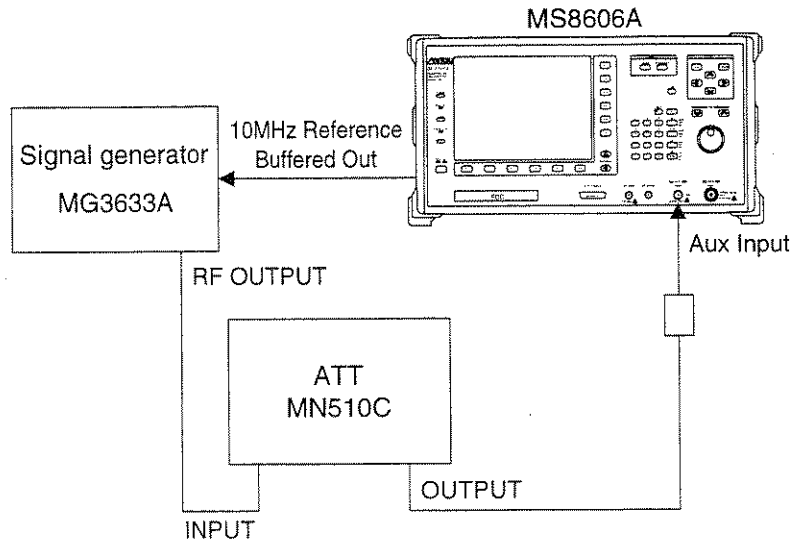 MS8606A
10MHz Reference
Buffered Out
Signal generator
MG3633A
Aux Input
RF OUTPUT
ATT
MN510C
OUTPUT
INPUT